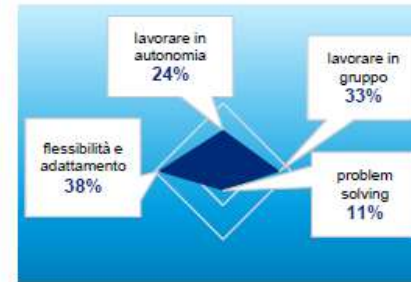 lavorare in
autonomia
24%
lavorare in
gruppo
33%
flessibilità e
adattamento
38%
problem
solving
11%